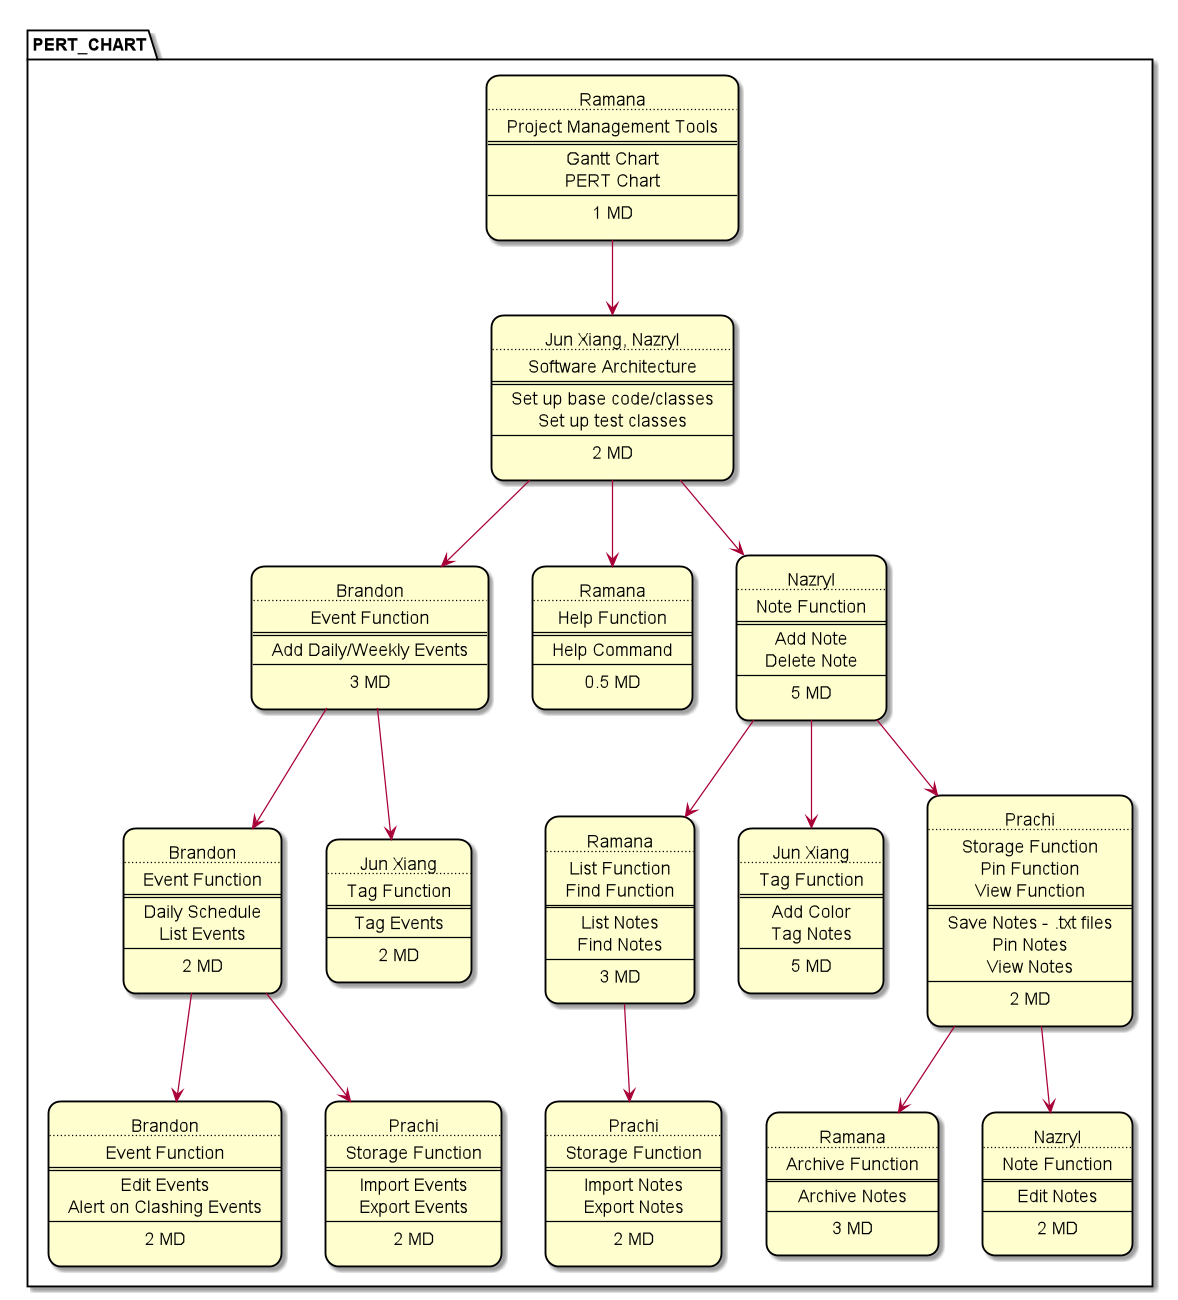 PERT_CHART
Ramana
Project Management Tools
Gantt Chart
PERT Chart
1 MD
Jun Xiang, Nazryl
Software Architecture
Set up base code/classes
Set up test classes
2 MD
Brandon
Event Function
Add Daily/Weekly Events
3 MD
Ramana
Help Function
Help Command
0.5 MD
Nazryl
Note Function
Add Note
Delete Note
5 MD
Brandon
Event Function
Daily Schedule
List Events
2 MD
Jun Xiang
Tag Function
Tag Events
2 MD
Ramana
List Function
Find Function
List Notes
Find Notes
3 MD
Jun Xiang
Tag Function
Add Color
Tag Notes
5 MD
Prachi
Storage Function
Pin Function
View Function
Save Notes - .txt files
Pin Notes
View Notes
2 MD
Brandon
Event Function
Edit Events
Alert on Clashing Events
2 MD
Prachi
Storage Function
Import Events
Export Events
2 MD
Prachi
Storage Function
Import Notes
Export Notes
2 MD
Ramana
Archive Function
Archive Notes
3 MD
Nazryl
Note Function
Edit Notes
2 MD